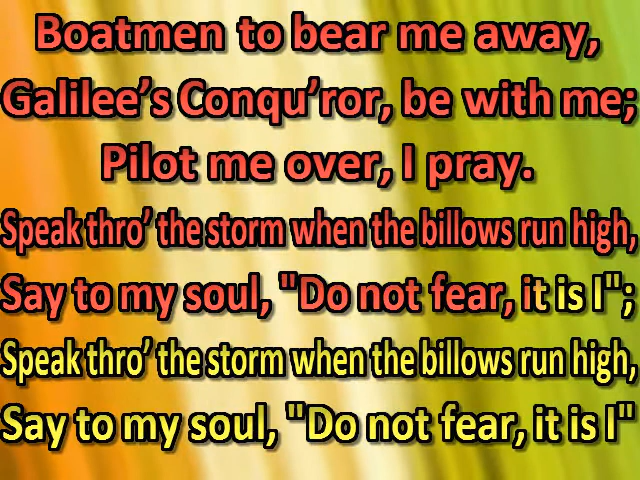 Boatmen to bear me away,
Galilee’s Conqu’ror, be with me;
Pilot me over, I pray.
Speak thro’ the storm when the billows run high,
Say to my soul, "Do not fear, it is I";
Speak thro’ the storm when the billows run high,
Say to my soul, "Do not fear, it is I"